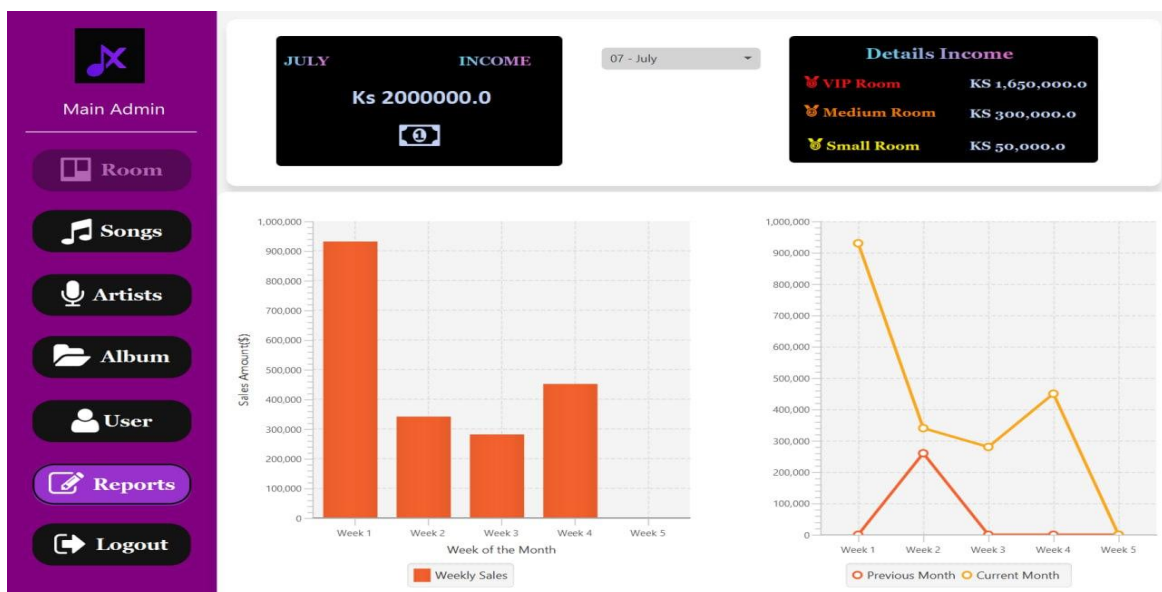 Main Admin
Room
Songs
Artists
Album
User
Reports
Logout
JULY INCOME
Ks 2000000.0
1
07 - July
Details Income
VIP Room KS 1,650,000.0
Medium Room KS 300,000.0
Small Room KS 50,000.0
1,000,000
900,000
800,000
700,000
600,000
500,000
400,000
300,000
200,000
100,000
0
Sales Amount($)
Week 1 Week 2 Week 3 Week 4 Week 5
Week of the Month
Weekly Sales
1,000,000
900,000
800,000
700,000
600,000
500,000
400,000
300,000
200,000
100,000
0
Week 1 Week 2 Week 3 Week 4 Week 5
Previous Month Current Month